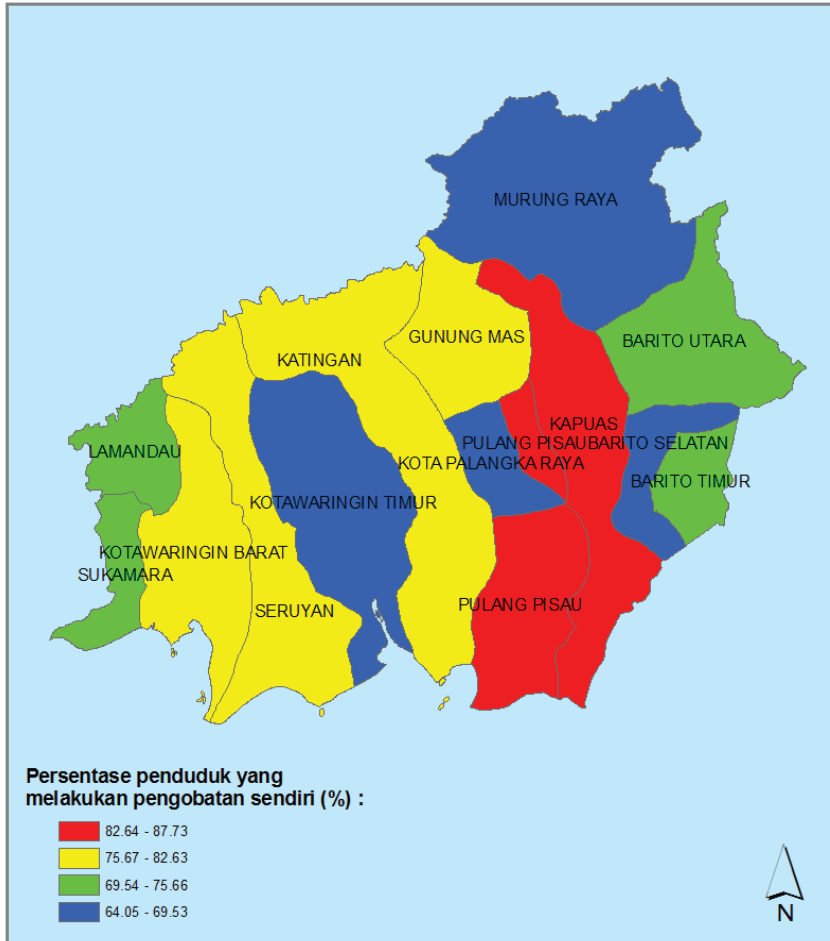 MURUNG RAYA
GUNUNG MAS
BARITO UTARA
KATINGAN
KAPUAS
PULANG PISAU
BARITO SELATAN
LAMANDAU
KOTA PALANGKA RAYA
BARITO TIMUR
KOTAWARINGIN TIMUR
KOTAWARINGIN BARAT
SUKAMARA
SERUYAN
PULANG PISAU
Persentase penduduk yang
melakukan pengobatan sendiri (%) :
82.64 - 87.73
75.67 - 82.63
69.54 - 75.66
64.05 - 69.53
N